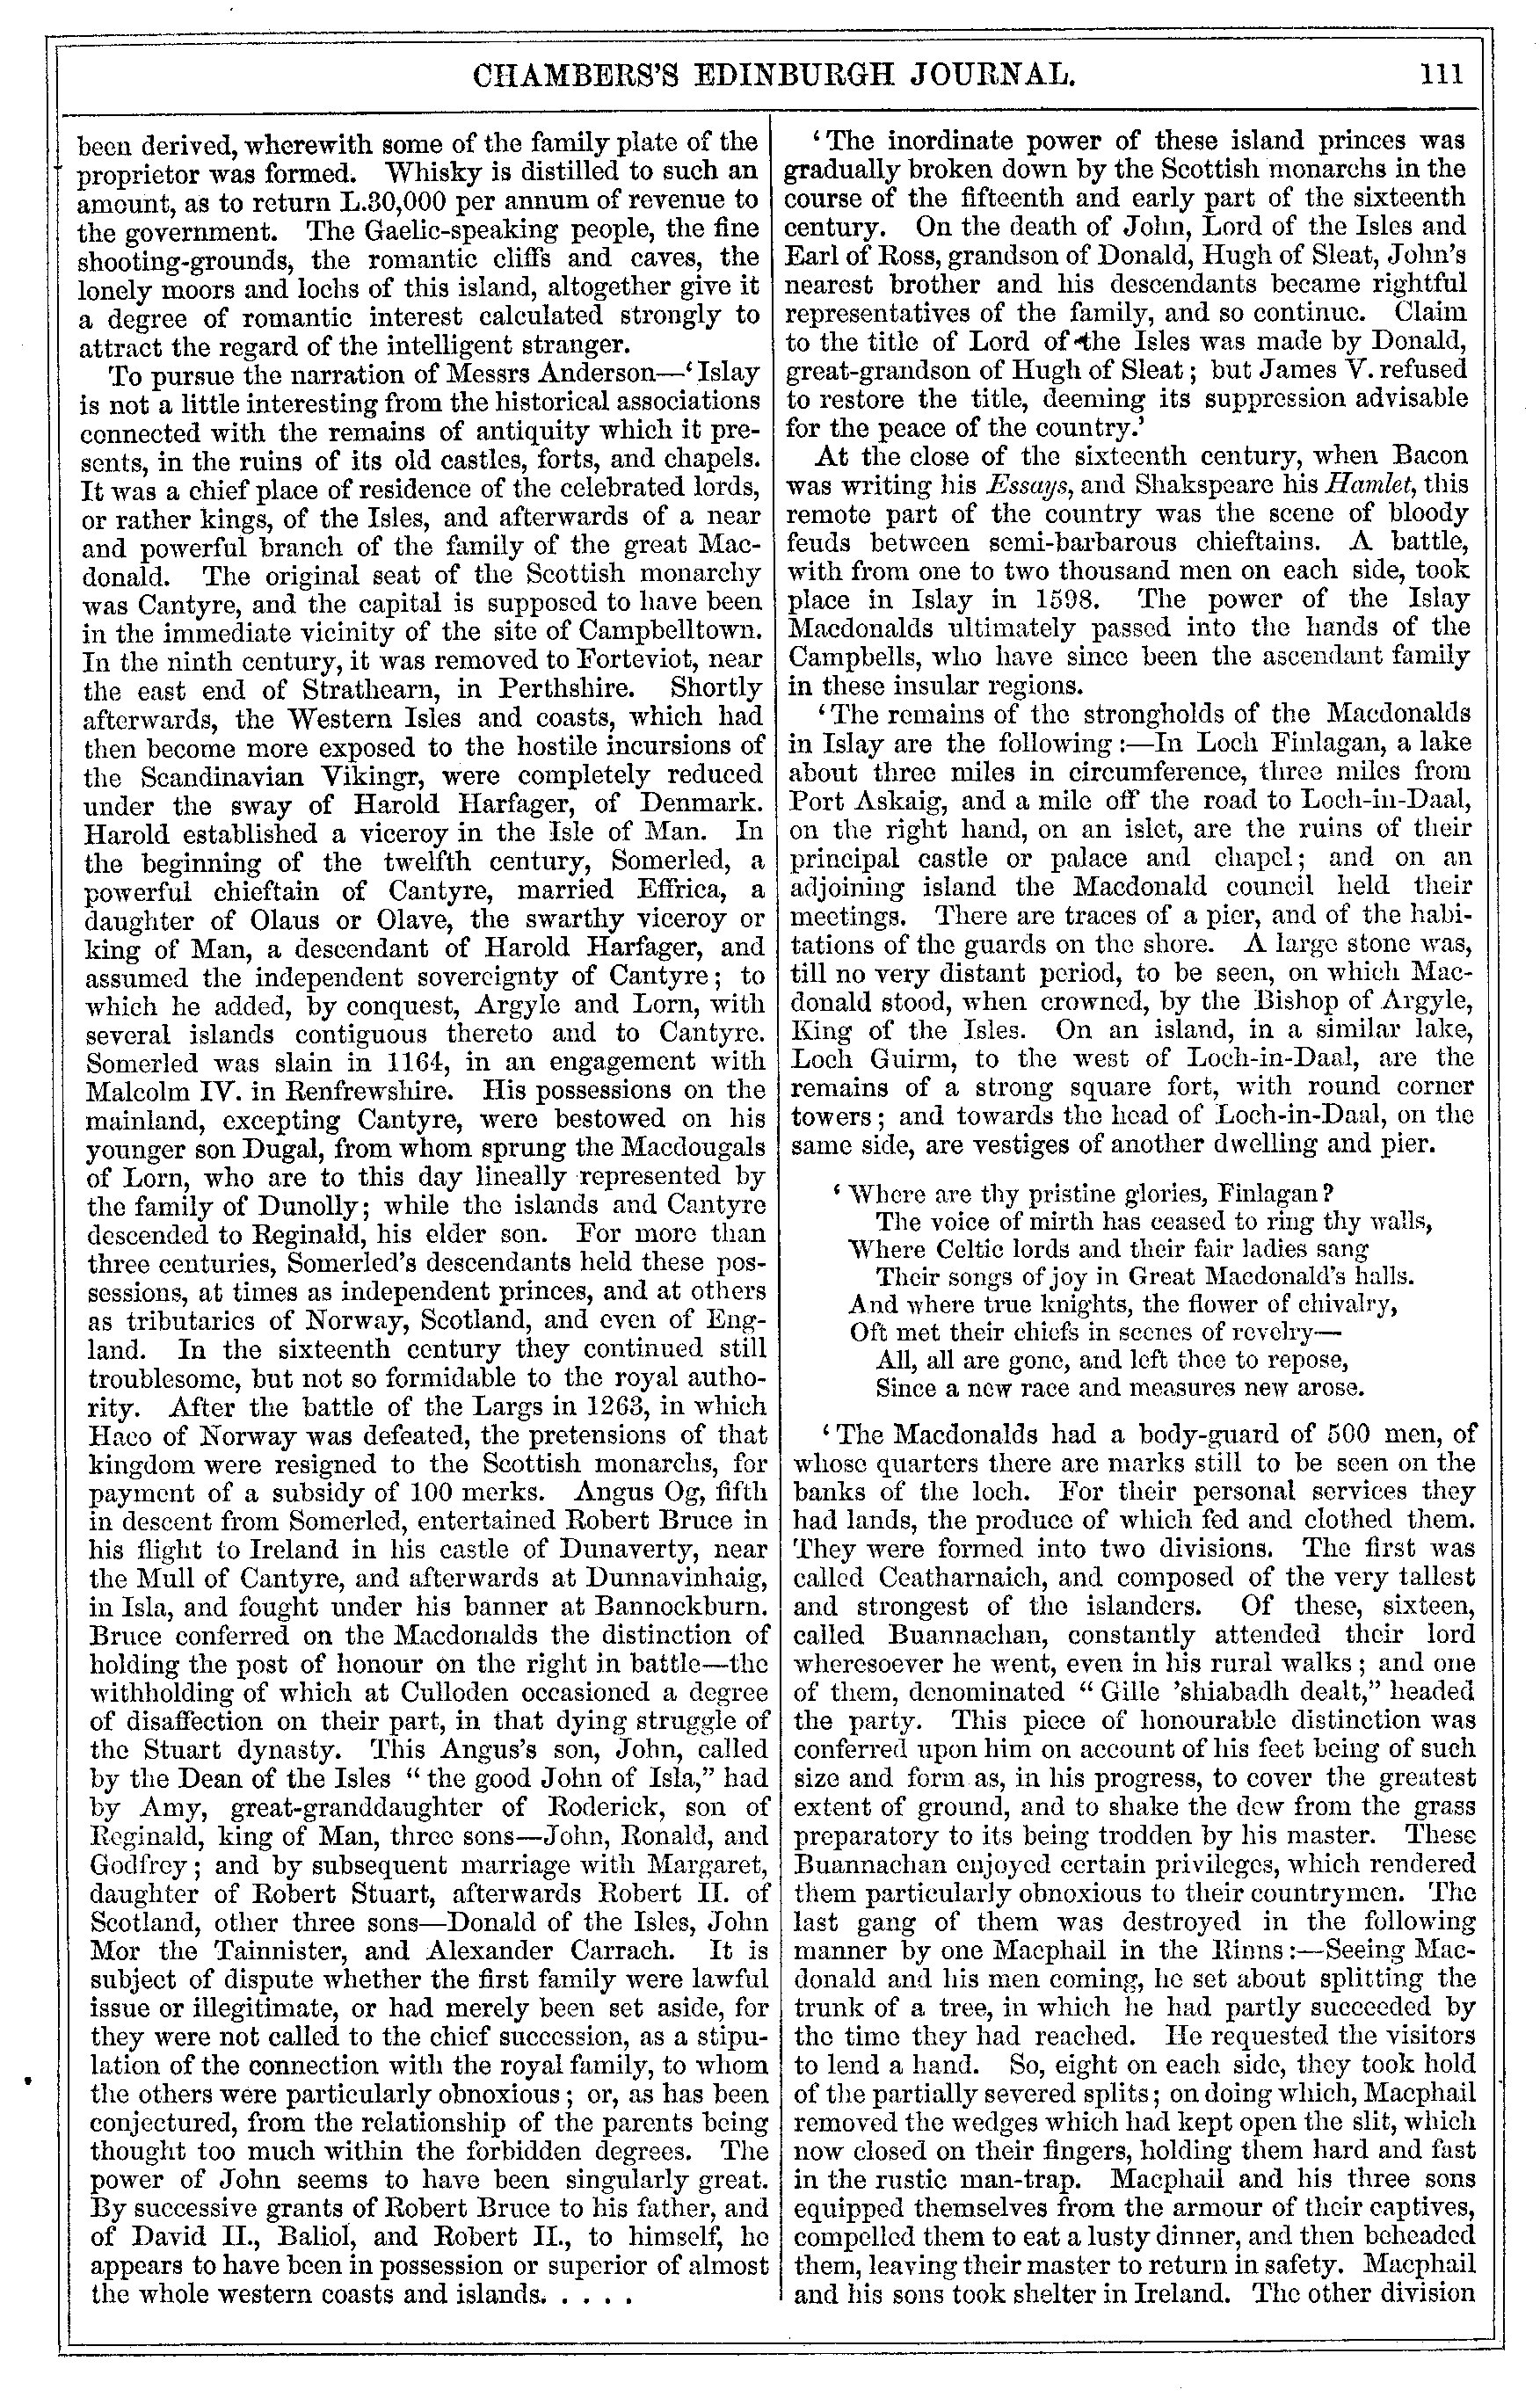 CHAMBERS'S EDINBURGH JOURNAL. 111
been derived, wherewith some of the family plate of the
proprietor was formed. Whisky is distilled to such an
amount, as to return L.30,000 per annum of revenue to
the government. The Gaelic-speaking people, the fine
shooting-grounds, the romantic cliffs and caves, the
lonely moors and lochs of this island, altogether give it
a degree of romantic interest calculated strongly to
attract the regard of the intelligent stranger.
To pursue the narration of Messrs Anderson—'Islay
is not a little interesting from the historical associations
connected with the remains of antiquity which it pre-
sents, in the ruins of its old castles, forts, and chapels.
It was a chief place of residence of the celebrated lords,
or rather kings, of the Isles, and afterwards of a near
and powerful branch of the family of the great Mac-
donald. The original seat of the Scottish monarchy
was Cantyre, and the capital is supposed to have been
in the immediate vicinity of the site of Campbelltown.
In the ninth century, it was removed to Forteviot, near
the east end of Strathearn, in Perthshire. Shortly
afterwards, the Western Isles and coasts, which had
then become more exposed to the hostile incursions of
the Scandinavian Vikingr, were completely reduced
under the sway of Harold Harfager, of Denmark.
Harold established a viceroy in the Isle of Man. In
the beginning of the twelfth century, Somerled, a
powerful chieftain of Cantyre, married Effrica, a
daughter of Olaus or Olave, the swarthy viceroy or
king of Man, a descendant of Harold Harfager, and
assumed the independent sovereignty of Cantyre; to
which he added, by conquest, Argyle and Lorn, with
several islands contiguous thereto and to Cantyre.
Somerled was slain in 1164, in an engagement with
Malcolm IV. in Renfrewshire. His possessions on the
mainland, excepting Cantyre, were bestowed on his
younger son Dugal, from whom sprung the Macdougals
of Lorn, who are to this day lineally represented by
the family of Dunolly; while the islands and Cantyre
descended to Reginald, his elder son. For more than
three centuries, Somerled's descendants held these pos-
sessions, at times as independent princes, and at others
as tributaries of Norway, Scotland, and even of Eng-
land. In the sixteenth century they continued still
troublesome, but not so formidable to the royal autho-
rity. After the battle of the Largs in 1263, in which
Haco of Norway was defeated, the pretensions of that
kingdom were resigned to the Scottish monarchs, for
payment of a subsidy of 100 merks. Angus Og, fifth
in descent from Somerled, entertained Robert Bruce in
his flight to Ireland in his castle of Dunaverty, near
the Mull of Cantyre, and afterwards at Dunnavinhaig,
in Isla, and fought under his banner at Bannockburn.
Bruce conferred on the Macdonalds the distinction of
holding the post of honour on the right in battle—the
withholding of which at Culloden occasioned a degree
of disaffection on their part, in that dying struggle of
the Stuart dynasty. This Angus's son, John, called
by the Dean of the Isles "the good John of Isla," had
by Amy, great-granddaughter of Roderick, son of
Reginald, king of Man, three sons—John, Ronald, and
Godfrey; and by subsequent marriage with Margaret,
daughter of Robert Stuart, afterwards Robert II. of
Scotland, other three sons—Donald of the Isles, John
Mor the Tainnister, and Alexander Carrach. It is
subject of dispute whether the first family were lawful
issue or illegitimate, or had merely been set aside, for
they were not called to the chief succession, as a stipu-
lation of the connection with the royal family, to whom
the others were particularly obnoxious; or, as has been
conjectured, from the relationship of the parents being
thought too much within the forbidden degrees. The
power of John seems to have been singularly great.
By successive grants of Robert Bruce to his father, and
of David II., Baliol, and Robert II., to himself, he
appears to have been in possession or superior of almost
the whole western coasts and islands. . . . .
'The inordinate power of these island princes was
gradually broken down by the Scottish monarchs in the
course of the fifteenth and early part of the sixteenth
century. On the death of John, Lord of the Isles and
Earl of Ross, grandson of Donald, Hugh of Sleat, John's
nearest brother and his descendants became rightful
representatives of the family, and so continue. Claim
to the title of Lord of the Isles was made by Donald,
great-grandson of Hugh of Sleat; but James V. refused
to restore the title, deeming its suppression advisable
for the peace of the country.'
At the close of the sixteenth century, when Bacon
was writing his Essays, and Shakspeare his Hamlet, this
remote part of the country was the scene of bloody
feuds between semi-barbarous chieftains. A battle,
with from one to two thousand men on each side, took
place in Islay in 1598. The power of the Islay
Macdonalds ultimately passed into the hands of the
Campbells, who have since been the ascendant family
in these insular regions.
'The remains of the strongholds of the Macdonalds
in Islay are the following:—In Loch Finlagan, a lake
about three miles in circumference, three miles from
Port Askaig, and a mile off the road to Loch-in-Daal,
on the right hand, on an islet, are the ruins of their
principal castle or palace and chapel; and on an
adjoining island the Macdonald council held their
meetings. There are traces of a pier, and of the habi-
tations of the guards on the shore. A large stone was,
till no very distant period, to be seen, on which Mac-
donald stood, when crowned, by the Bishop of Argyle,
King of the Isles. On an island, in a similar lake,
Loch Guirm, to the west of Loch-in-Daal, are the
remains of a strong square fort, with round corner
towers; and towards the head of Loch-in-Daal, on the
same side, are vestiges of another dwelling and pier.
'Where are thy pristine glories, Finlagan?
The voice of mirth has ceased to ring thy walls,
Where Celtic lords and their fair ladies sang
Their songs of joy in Great Macdonald's halls.
And where true knights, the flower of chivalry,
Oft met their chiefs in scenes of revelry—
All, all are gone, and left thee to repose,
Since a new race and measures new arose.
'The Macdonalds had a body-guard of 500 men, of
whose quarters there are marks still to be seen on the
banks of the loch. For their personal services they
had lands, the produce of which fed and clothed them.
They were formed into two divisions. The first was
called Ceatharnaich, and composed of the very tallest
and strongest of the islanders. Of these, sixteen,
called Buannachan, constantly attended their lord
wheresoever he went, even in his rural walks; and one
of them, denominated "Gille 'shiabadh dealt," headed
the party. This piece of honourable distinction was
conferred upon him on account of his feet being of such
size and form as, in his progress, to cover the greatest
extent of ground, and to shake the dew from the grass
preparatory to its being trodden by his master. These
Buannachan enjoyed certain privileges, which rendered
them particularly obnoxious to their countrymen. The
last gang of them was destroyed in the following
manner by one Macphail in the Rinns:—Seeing Mac-
donald and his men coming, he set about splitting the
trunk of a tree, in which he had partly succeeded by
the time they had reached. He requested the visitors
to lend a hand. So, eight on each side, they took hold
of the partially severed splits; on doing which, Macphail
removed the wedges which had kept open the slit, which
now closed on their fingers, holding them hard and fast
in the rustic man-trap. Macphail and his three sons
equipped themselves from the armour of their captives,
compelled them to eat a lusty dinner, and then beheaded
them, leaving their master to return in safety. Macphail
and his sons took shelter in Ireland. The other division